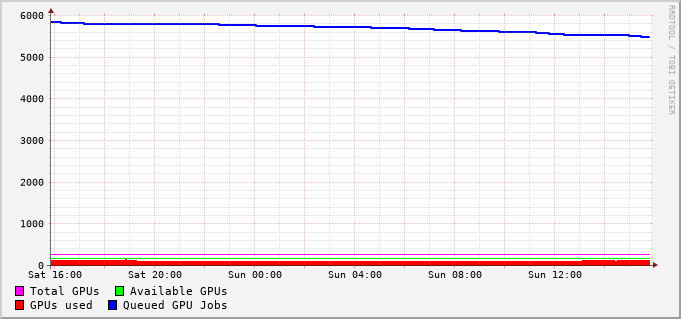 6000
5000
4000
3000
2000
1000
0
Sat 16:00 Sat 20:00 Sun 00:00 Sun 04:00 Sun 08:00 Sun 12:00
Total GPUs Available GPUs
GPUs used Queued GPU Jobs
RRDTOOL / TOBI OETIKER